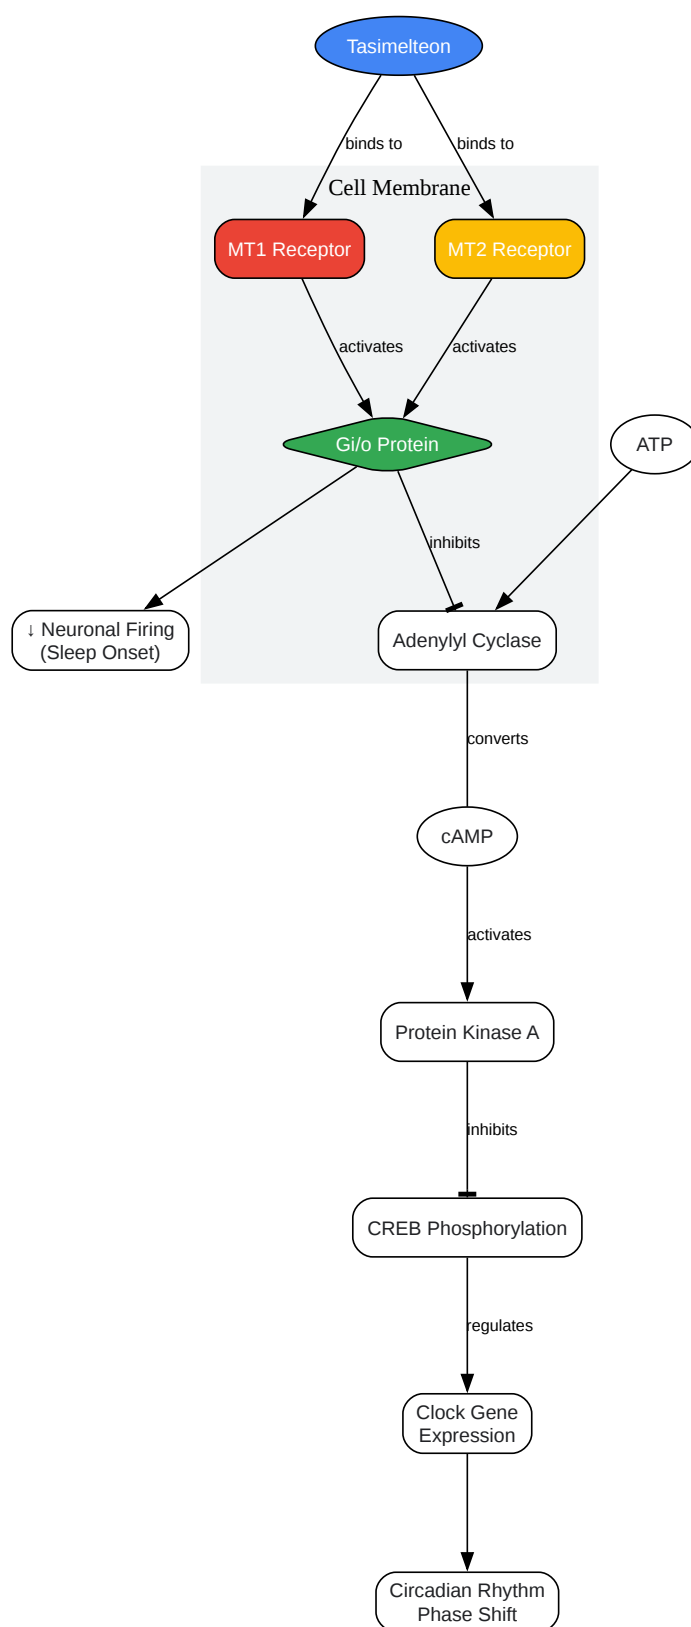 Tasimelteon
binds to
binds to
Cell Membrane
MT1 Receptor
MT2 Receptor
activates
activates
Gi/o Protein
ATP
inhibits
↓ Neuronal Firing
(Sleep Onset)
Adenylyl Cyclase
converts
cAMP
activates
Protein Kinase A
inhibits
CREB Phosphorylation
regulates
Clock Gene
Expression
Circadian Rhythm
Phase Shift